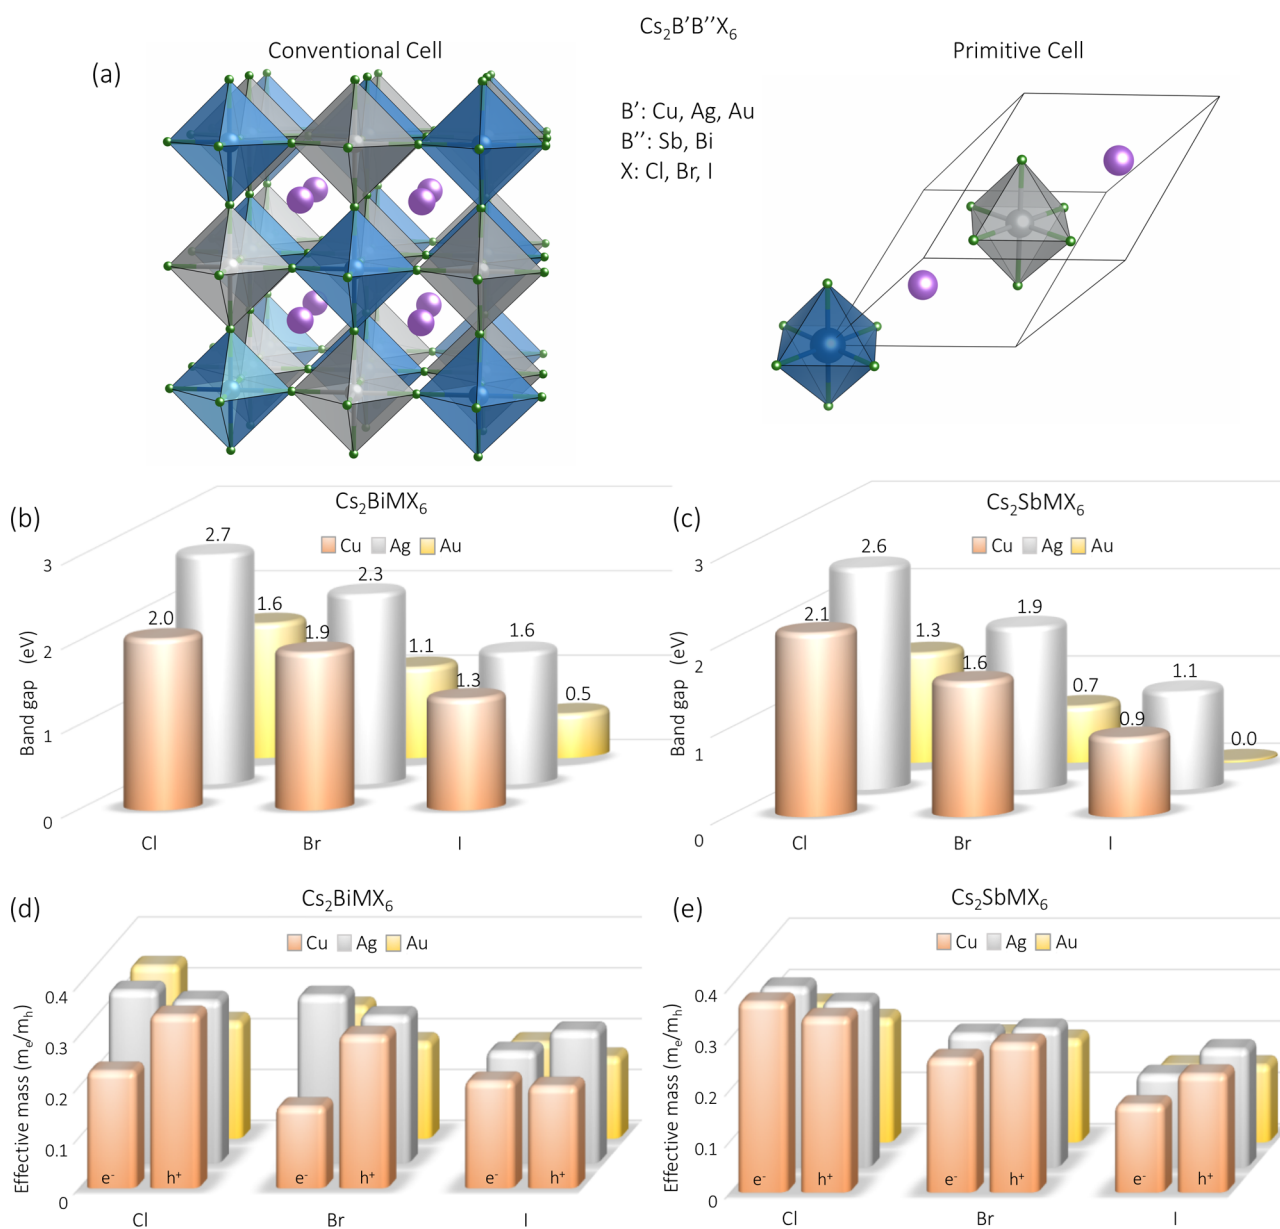 Cs₂B'B''X₆
Conventional Cell
Primitive Cell
(a)
B': Cu, Ag, Au
B'': Sb, Bi
X: Cl, Br, I
(b)
Cs₂BiMX₆
Cu Ag Au
Band gap (eV)
3
2
1
0
2.0
2.7
1.6
1.9
2.3
1.1
1.3
1.6
0.5
Cl Br I
(c)
Cs₂SbMX₆
Cu Ag Au
Band gap (eV)
3
2
1
0
2.1
2.6
1.3
1.6
1.9
0.7
0.9
1.1
0.0
Cl Br I
(d)
Cs₂BiMX₆
Cu Ag Au
Effective mass (mₑ/mₕ)
0.4
0.3
0.2
0.1
0
e⁻ h⁺ e⁻ h⁺ e⁻ h⁺
Cl Br I
(e)
Cs₂SbMX₆
Cu Ag Au
Effective mass (mₑ/mₕ)
0.4
0.3
0.2
0.1
0
e⁻ h⁺ e⁻ h⁺ e⁻ h⁺
Cl Br I